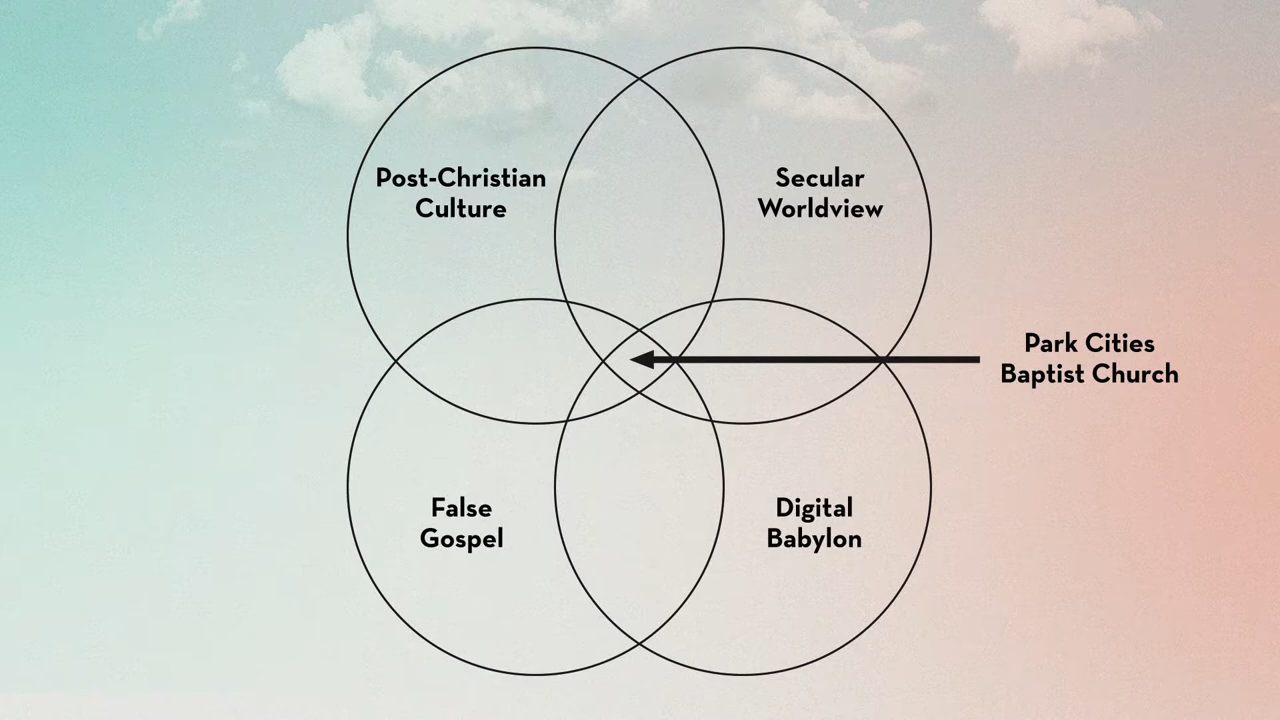 Post-Christian
Culture
Secular
Worldview
Park Cities
Baptist Church
False
Gospel
Digital
Babylon